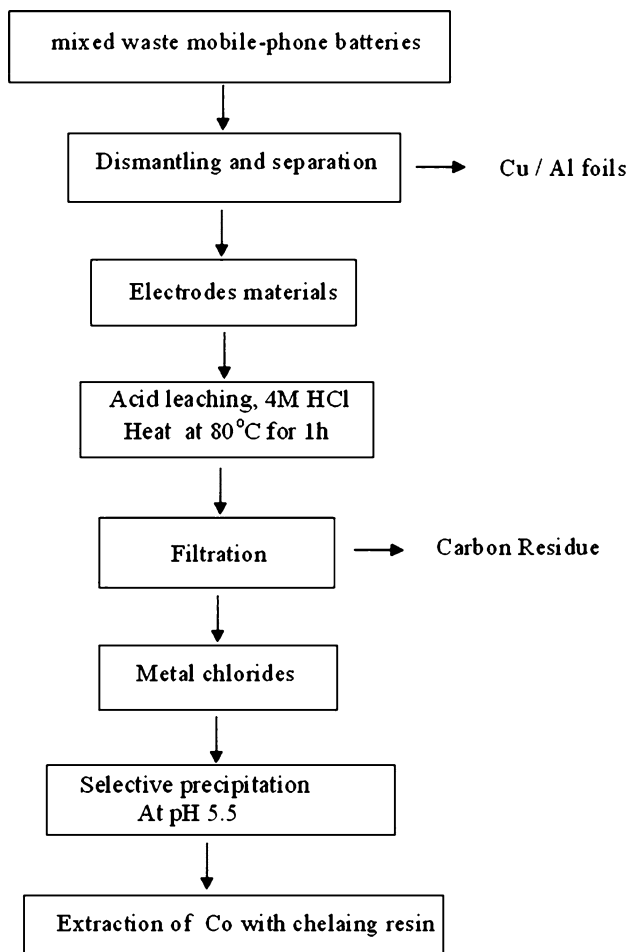 mixed waste mobile-phone batteries
Dismantling and separation
Cu / Al foils
Electrodes materials
Acid leaching, 4M HCl
Heat at 80°C for 1h
Filtration
Carbon Residue
Metal chlorides
Selective precipitation
At pH 5.5
Extraction of Co with chelaing resin